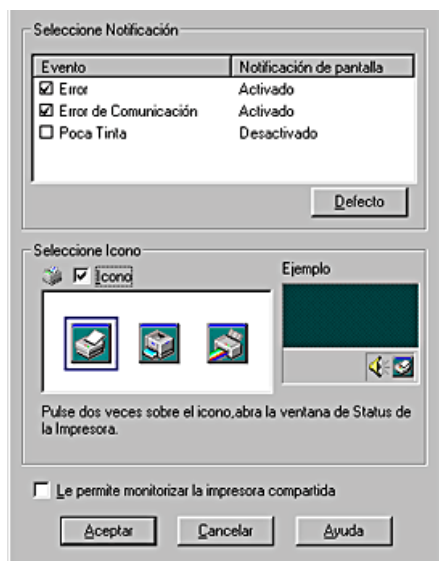 Seleccione Notificación
Evento Notificación de pantalla
Error Activado
Error de Comunicación Activado
Poca Tinta Desactivado
Defecto
Seleccione Icono
Icono
Ejemplo
Pulse dos veces sobre el icono,abra la ventana de Status de
la Impresora.
Le permite monitorizar la impresora compartida
Aceptar Cancelar Ayuda